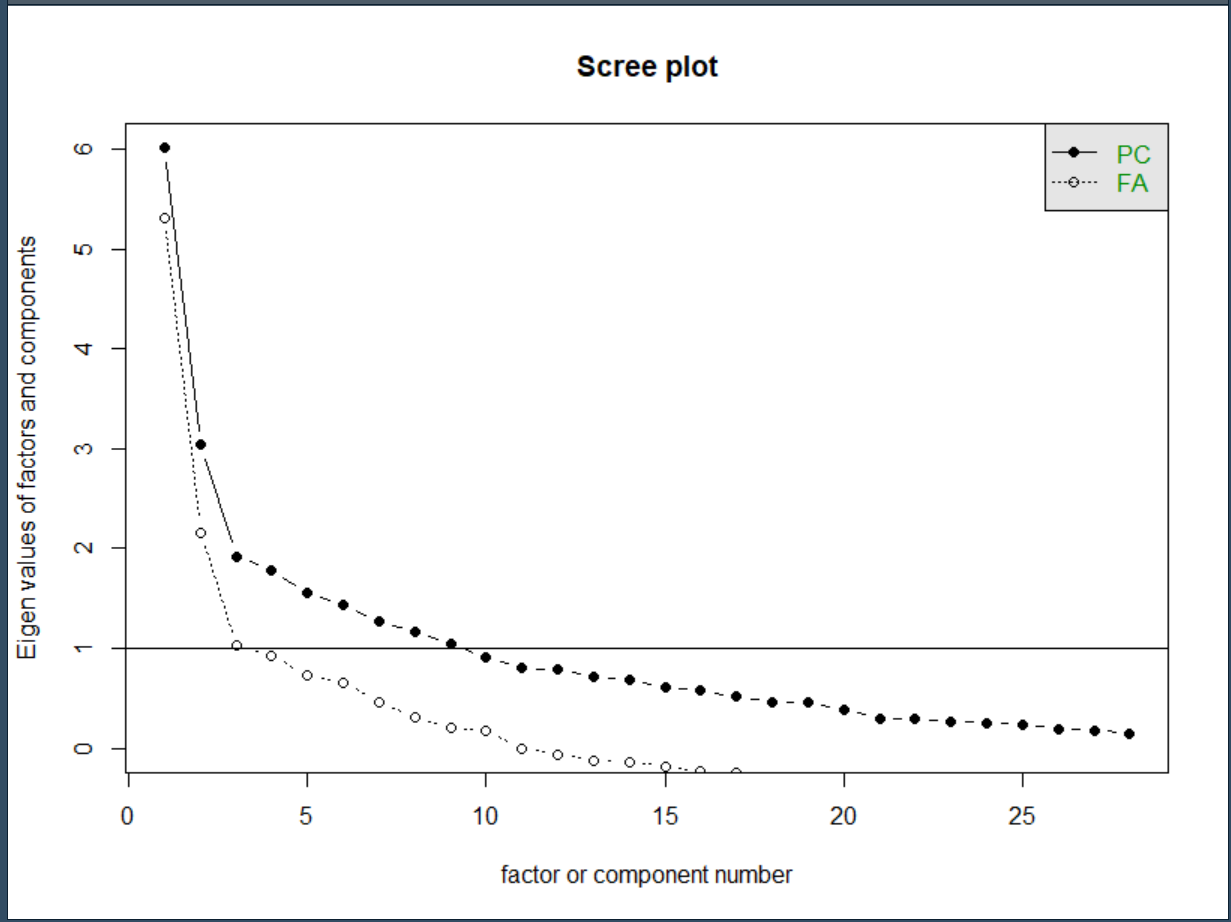 Scree plot
PC
FA
Eigen values of factors and components
6
5
4
3
2
1
0
0 5 10 15 20 25
factor or component number